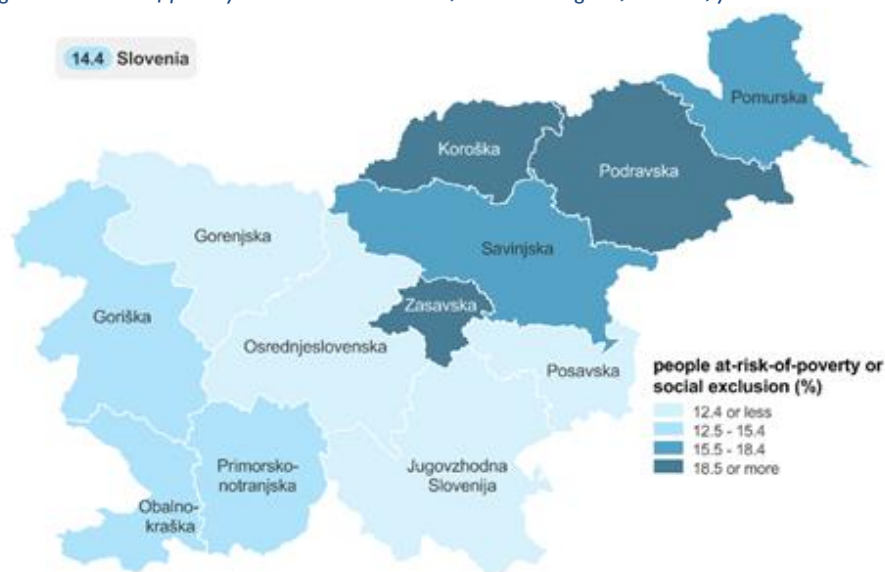 14.4 Slovenia
Pomurska
Koroška
Podravska
Gorenjska
Savinjska
Zasavska
Goriška
Osrednjeslovenska
Posavska
people at-risk-of-poverty or
social exclusion (%)
12.4 or less
12.5 - 15.4
15.5 - 18.4
18.5 or more
Primorsko-
notranjska
Jugovzhodna
Slovenija
Obalno-
kraška